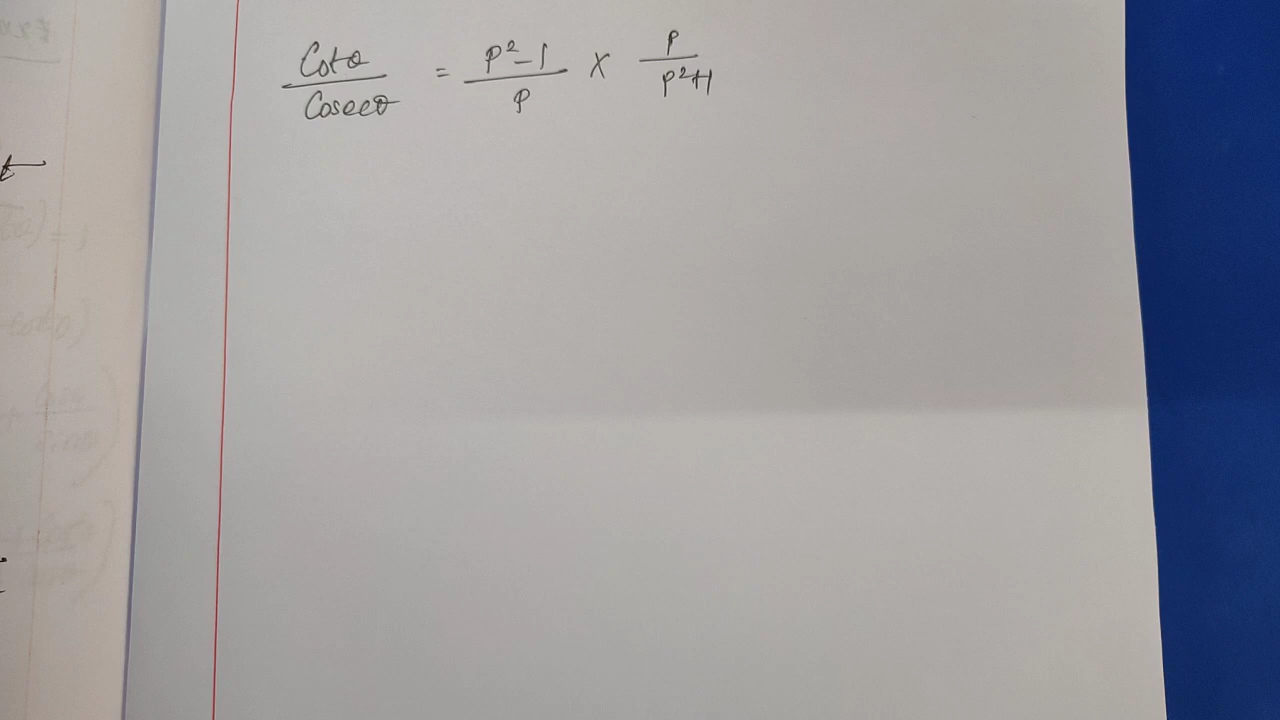 Cotθ / Cosecθ = P² - 1 / P × P / P² + 1